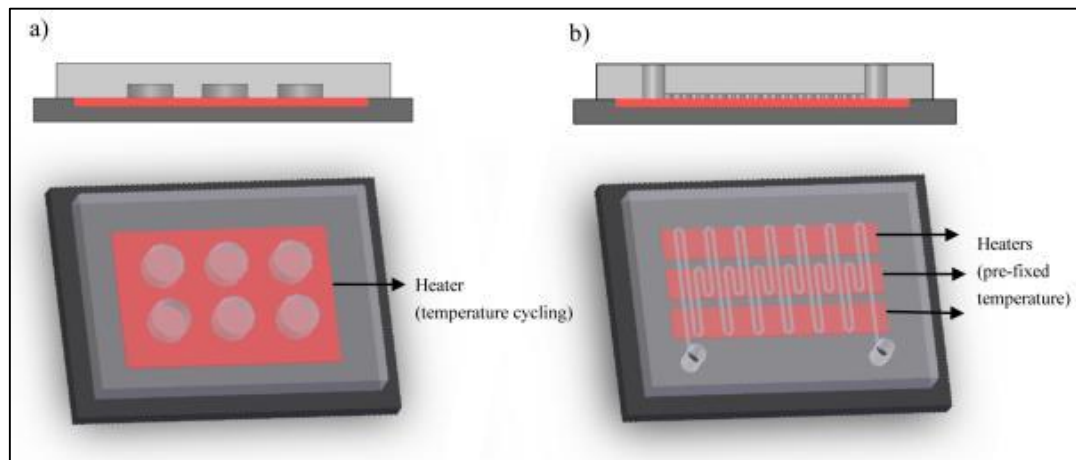 a)
b)
Heater
(temperature cycling)
Heaters
(pre-fixed
temperature)